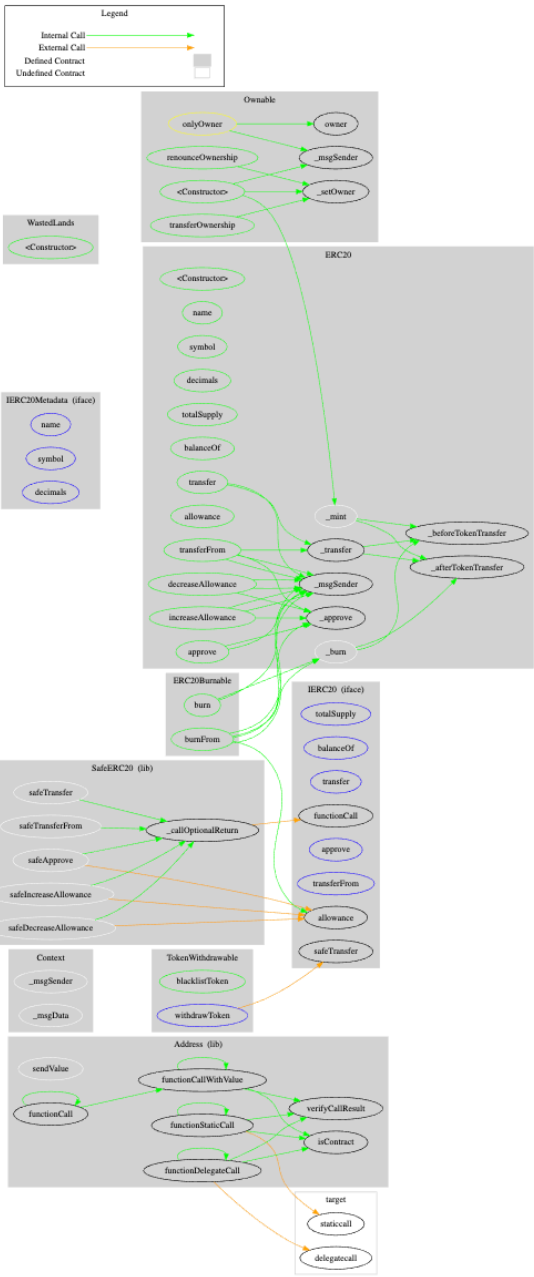 Legend
Internal Call
External Call
Defined Contract
Undefined Contract
Ownable
onlyOwner
owner
renounceOwnership
_msgSender
<Constructor>
_setOwner
transferOwnership
WastedLands
<Constructor>
ERC20
<Constructor>
name
symbol
decimals
totalSupply
balanceOf
transfer
allowance
transferFrom
decreaseAllowance
increaseAllowance
approve
_mint
_transfer
_msgSender
_approve
_burn
_beforeTokenTransfer
_afterTokenTransfer
IERC20Metadata (iface)
name
symbol
decimals
ERC20Burnable
burn
burnFrom
IERC20 (iface)
totalSupply
balanceOf
transfer
functionCall
approve
transferFrom
allowance
safeTransfer
SafeERC20 (lib)
safeTransfer
safeTransferFrom
safeApprove
safeIncreaseAllowance
safeDecreaseAllowance
_callOptionalReturn
Context
_msgSender
_msgData
TokenWithdrawable
blacklistToken
withdrawToken
Address (lib)
sendValue
functionCall
functionCallWithValue
functionStaticCall
functionDelegateCall
verifyCallResult
isContract
target
staticcall
delegatecall